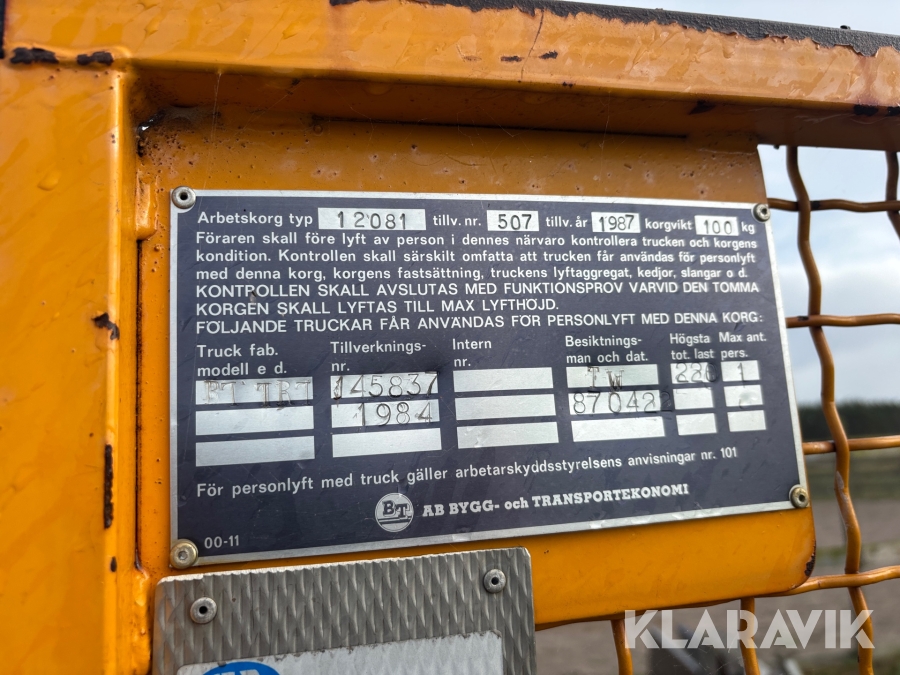 Arbetskorg typ 12081 tillv. nr. 507 tillv. år 1987 korgvikt 100 kg
Föraren skall före lyft av person i dennes närvaro kontrollera trucken och korgens
kondition. Kontrollen skall särskilt omfatta att trucken får användas för personlyft
med denna korg, korgens fastsättning, truckens lyftaggregat, kedjor, slangar o d.
KONTROLLEN SKALL AVSLUTAS MED FUNKTIONSPROV VARVID DEN TOMMA
KORGEN SKALL LYFTAS TILL MAX LYFTHÖJD.
FÖLJANDE TRUCKAR FÅR ANVÄNDAS FÖR PERSONLYFT MED DENNA KORG:
Truck fab. Tillverknings- Intern Besiktnings- Högsta Max ant.
modell e d. nr. nr. man och dat. tot. last pers.
145837 IW 1
1984
För personlyft med truck gäller arbetarskyddsstyrelsens anvisningar nr. 101
BT AB BYGG- och TRANSPORTEKONOMI
00-11
KLARAVIK